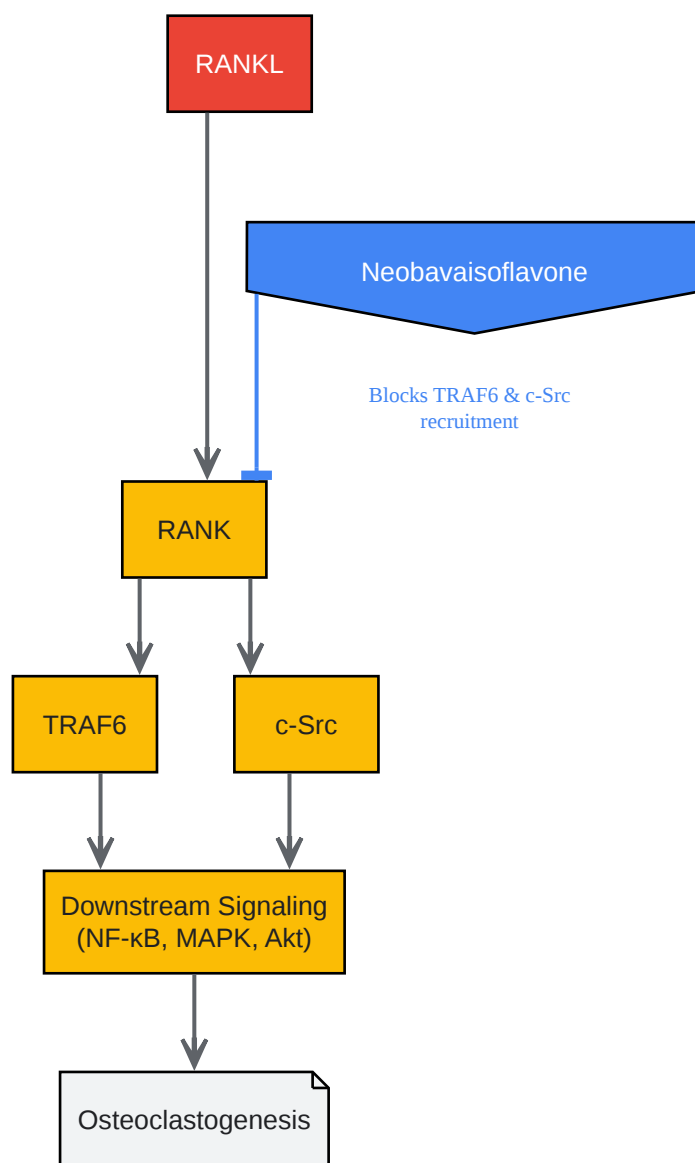 RANKL
Neobavaisoflavone
Blocks TRAF6 & c-Src
recruitment
RANK
TRAF6
c-Src
Downstream Signaling
(NF-κB, MAPK, Akt)
Osteoclastogenesis